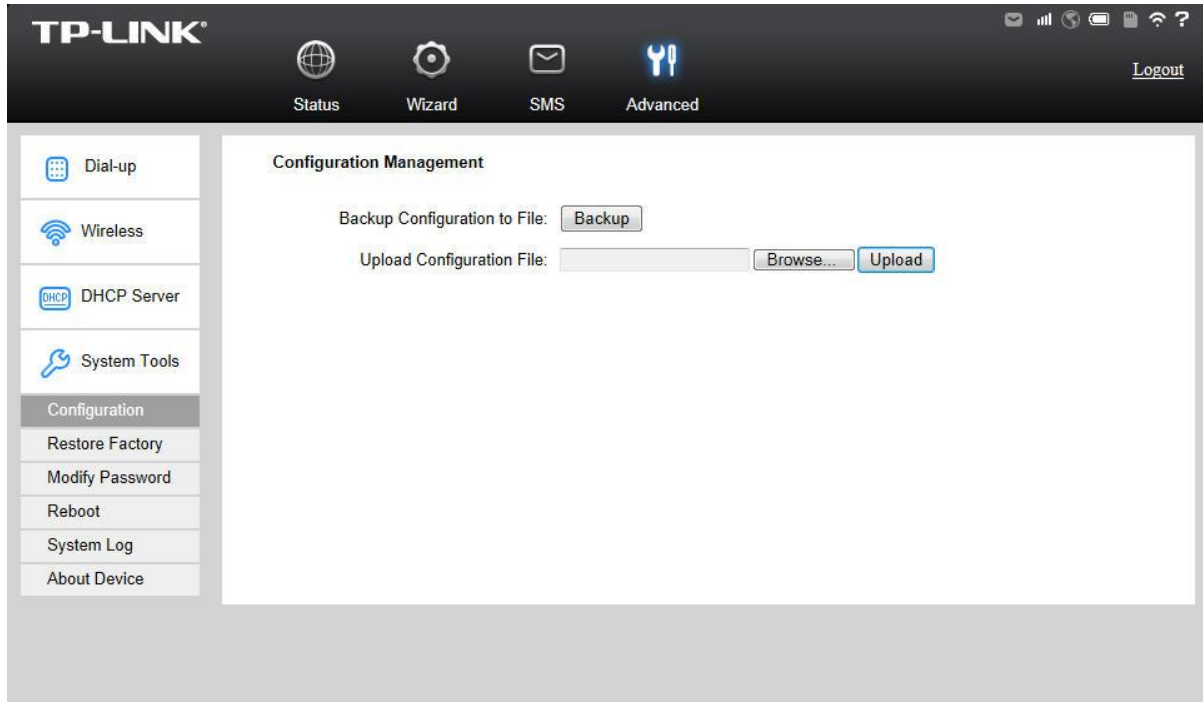 TP-LINK®
?
Logout
Status Wizard SMS Advanced
Dial-up
Wireless
DHCP DHCP Server
System Tools
Configuration
Restore Factory
Modify Password
Reboot
System Log
About Device
Configuration Management
Backup Configuration to File: Backup
Upload Configuration File: Browse... Upload